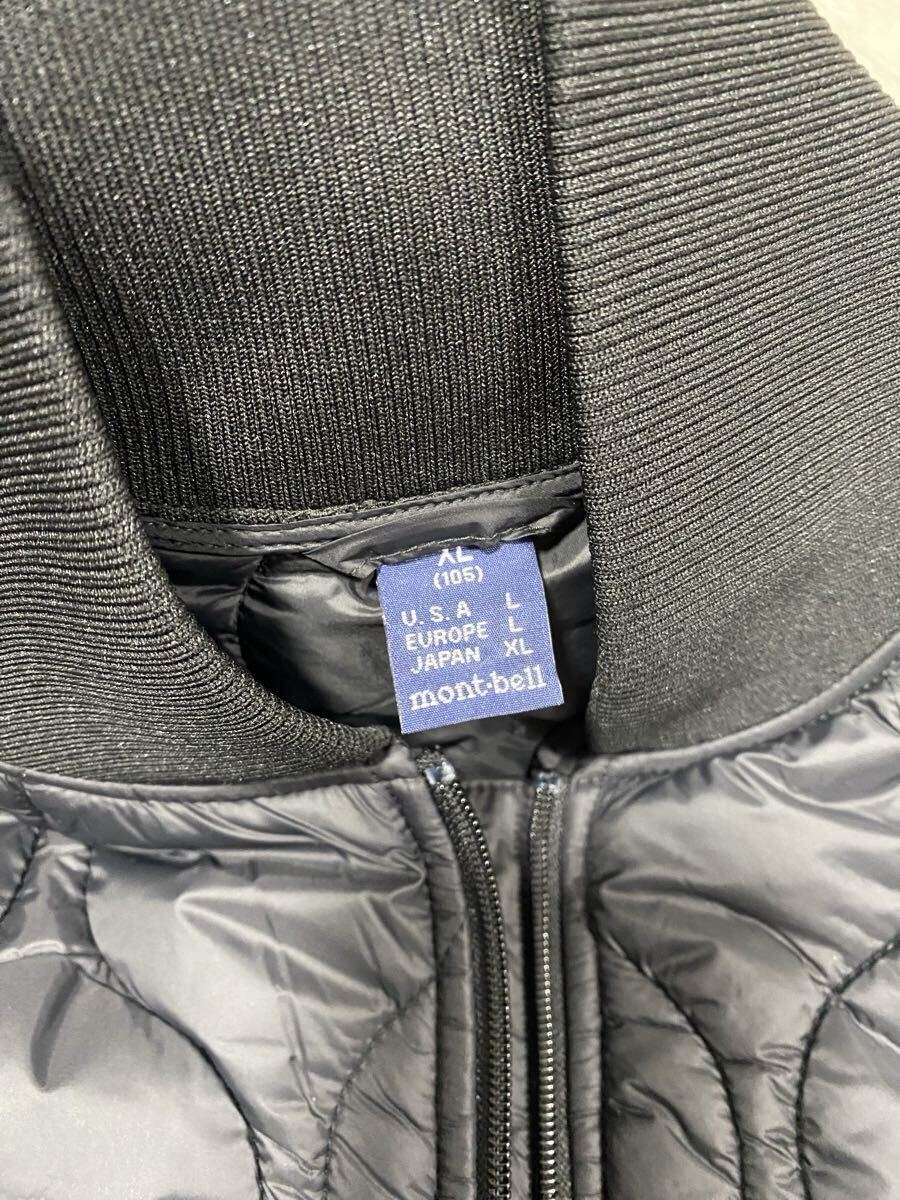 XL
(105)
U.S.A L
EUROPE L
JAPAN XL
mont·bell